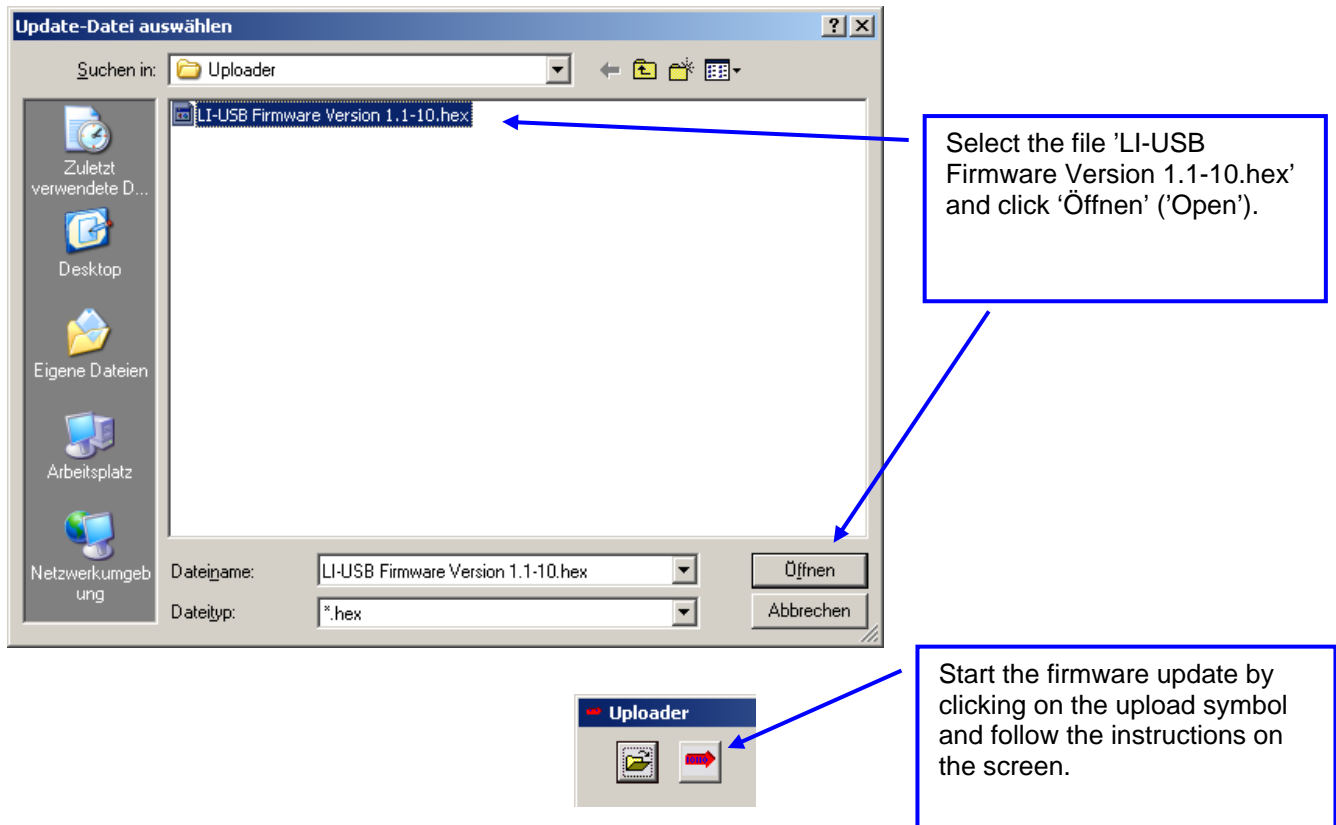 Update-Datei auswählen
Suchen in:
Uploader
LI-USB Firmware Version 1.1-10.hex
Zuletzt
verwendete D...
Desktop
Eigene Dateien
Arbeitsplatz
Netzwerkumgeb
ung
Dateiname:
LI-USB Firmware Version 1.1-10.hex
Öffnen
Dateityp:
*.hex
Abbrechen
Select the file ’LI-USB
Firmware Version 1.1-10.hex’
and click ‘Öffnen’ (’Open’).
Uploader
Start the firmware update by
clicking on the upload symbol
and follow the instructions on
the screen.